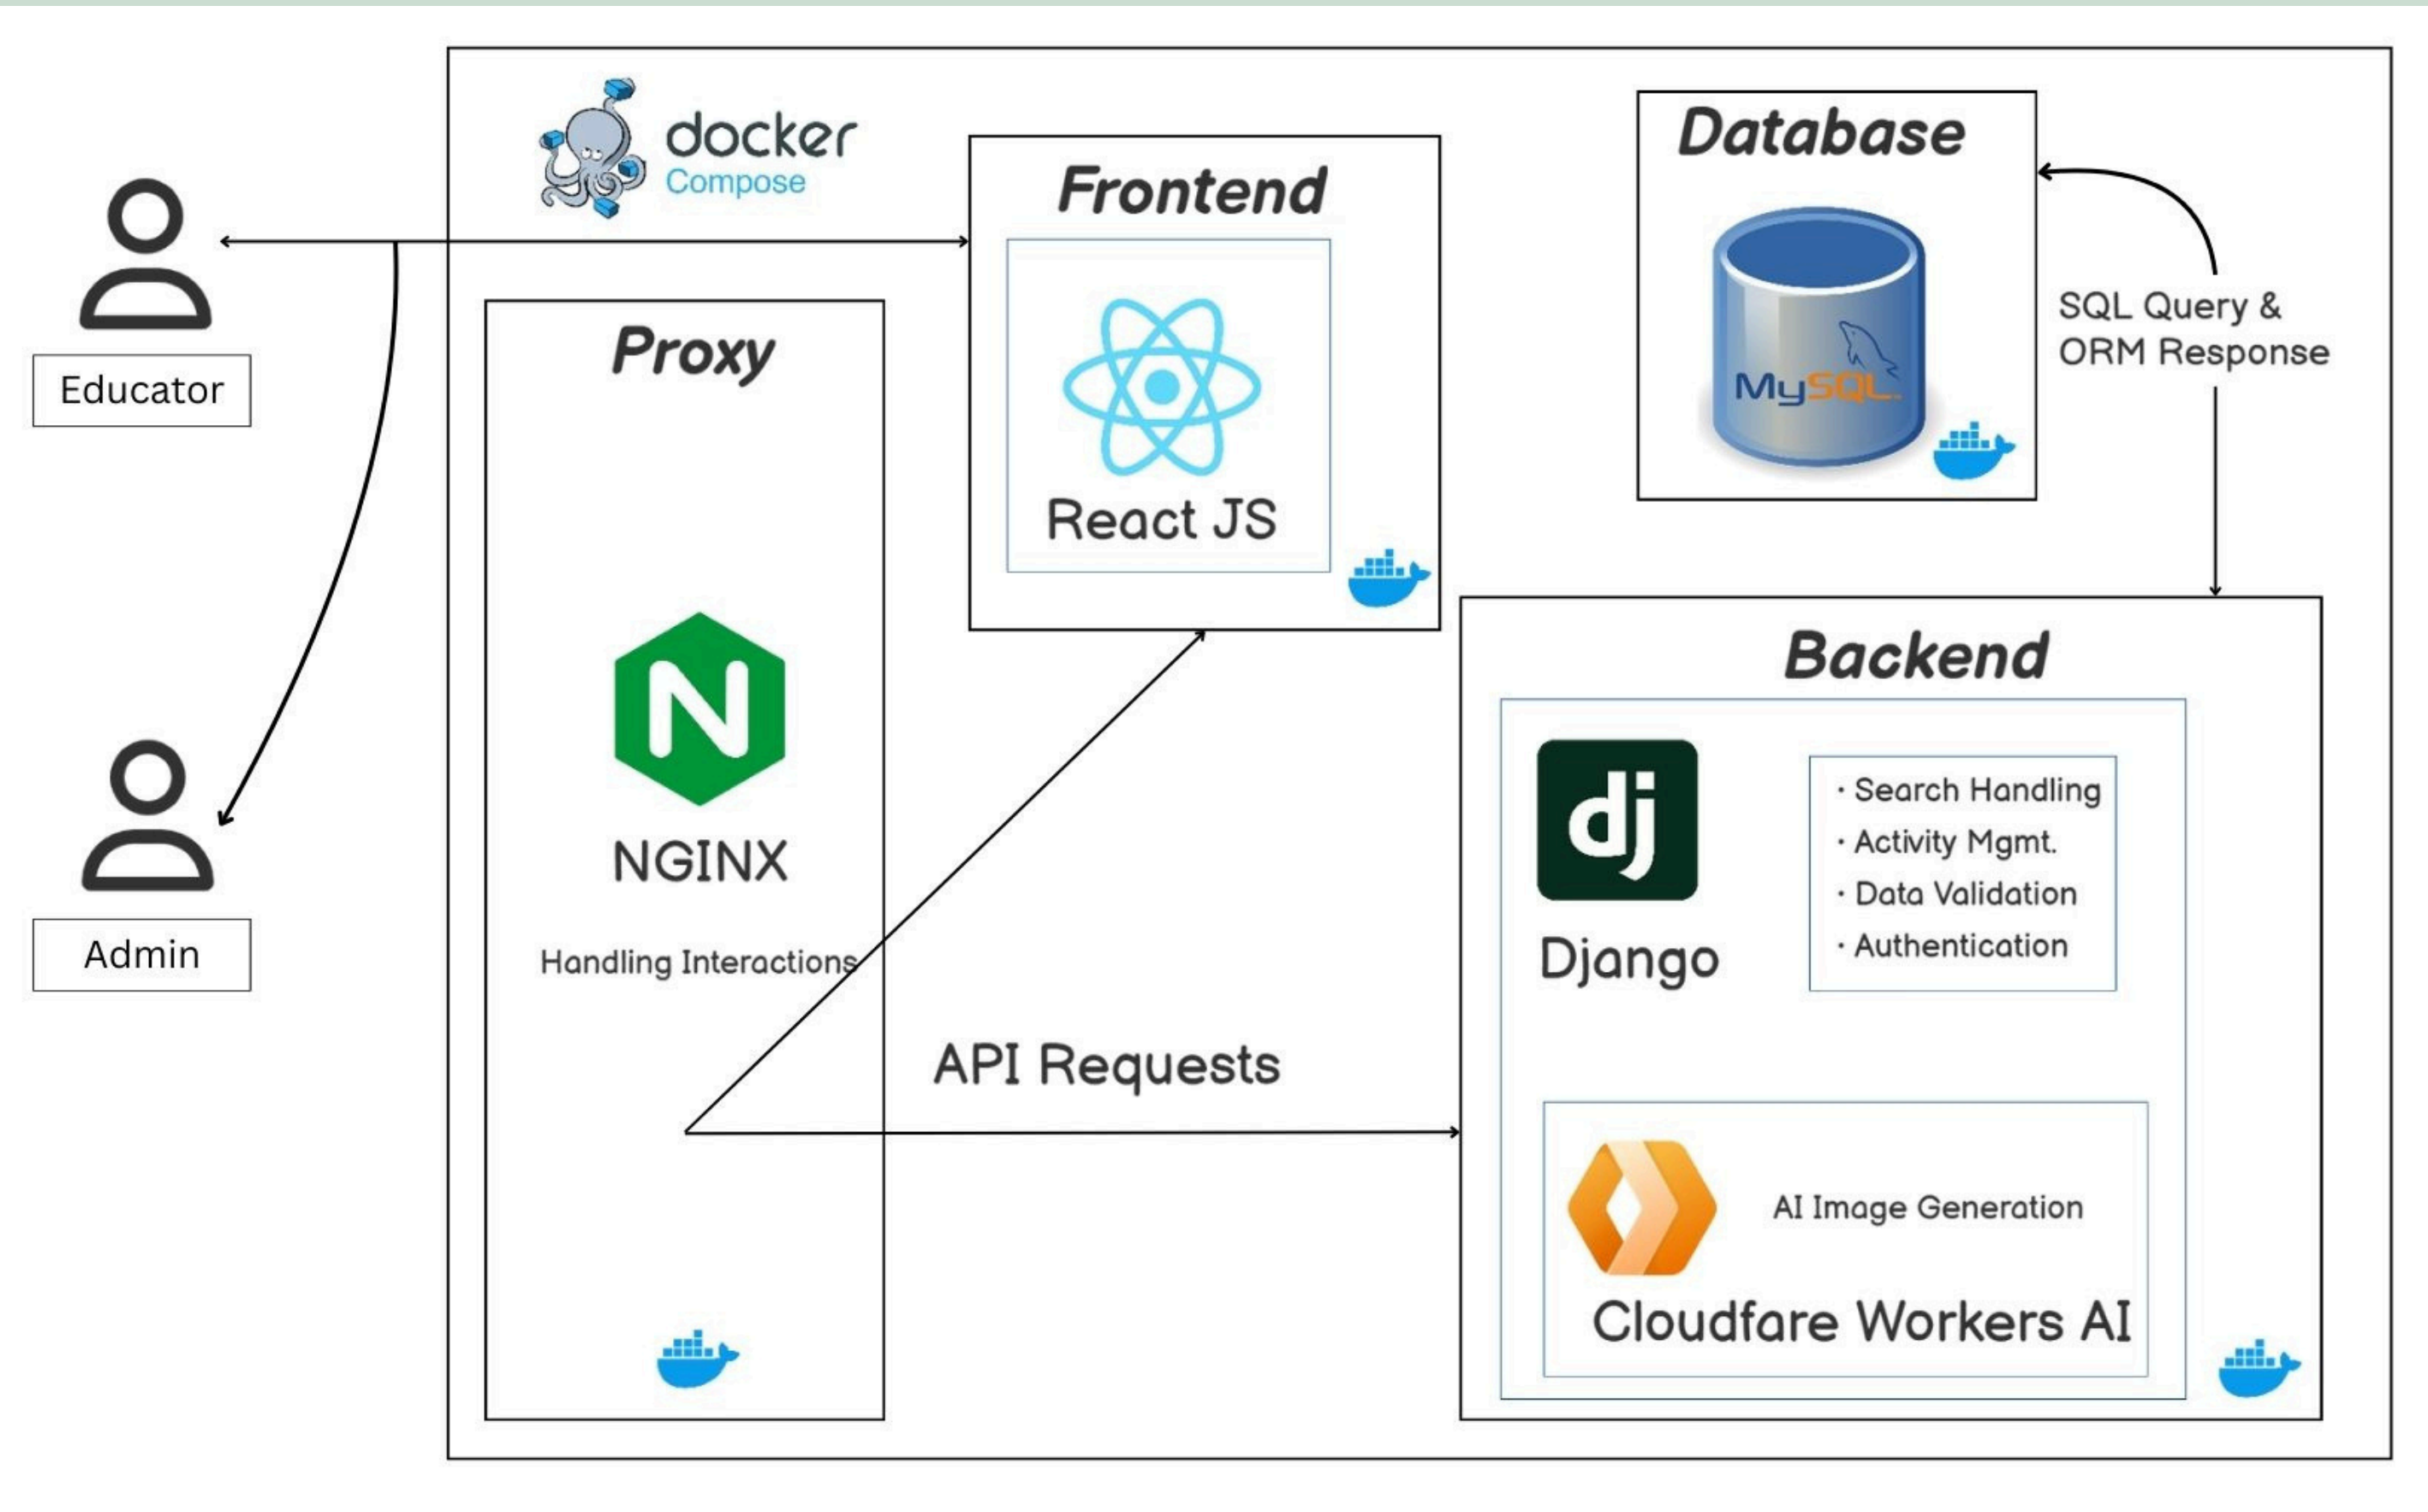 docker
Compose
Educator
Admin
Proxy
NGINX
Handling Interactions
Frontend
React JS
API Requests
Database
MySQL
SQL Query &
ORM Response
Backend
dj
Django
· Search Handling
· Activity Mgmt.
· Data Validation
· Authentication
AI Image Generation
Cloudfare Workers AI